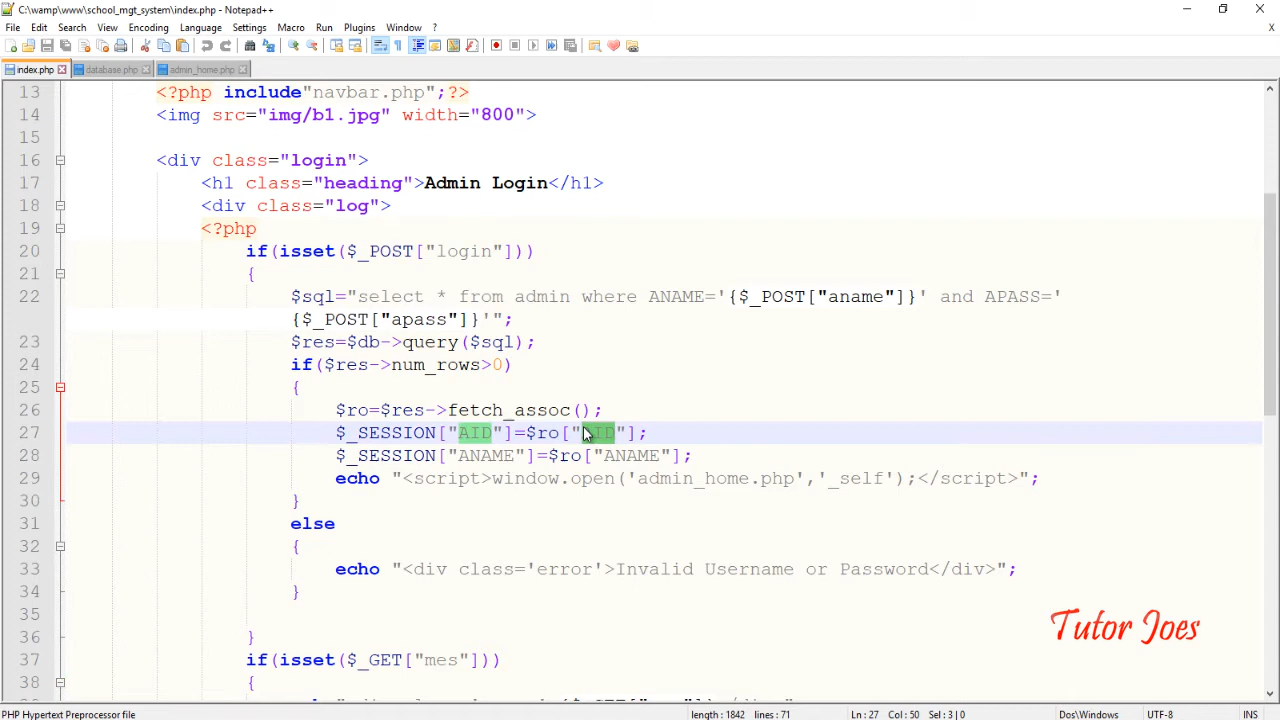 C:\wamp\www\school_mgt_system\index.php - Notepad++
File Edit Search View Encoding Language Settings Macro Run Plugins Window ?
X
index.php database.php admin_home.php
13 <?php include"navbar.php";?>
14 <img src="img/b1.jpg" width="800">
15
16 <div class="login">
17 <h1 class="heading">Admin Login</h1>
18 <div class="log">
19 <?php
20 if(isset($_POST["login"]))
21 {
22 $sql="select * from admin where ANAME='{$_POST["aname"]}' and APASS='
{$_POST["apass"]}'";
23 $res=$db->query($sql);
24 if($res->num_rows>0)
25 {
26 $ro=$res->fetch_assoc();
27 $_SESSION["AID"]=$ro["AID"];
28 $_SESSION["ANAME"]=$ro["ANAME"];
29 echo "<script>window.open('admin_home.php','_self');</script>";
30 }
31 else
32 {
33 echo "<div class='error'>Invalid Username or Password</div>";
34 }
35
36 }
37 if(isset($_GET["mes"]))
38 {
Tutor Joes
PHP Hypertext Preprocessor file length : 1842 lines : 71 Ln : 27 Col : 50 Sel : 3 | 0 Dos\Windows UTF-8 INS